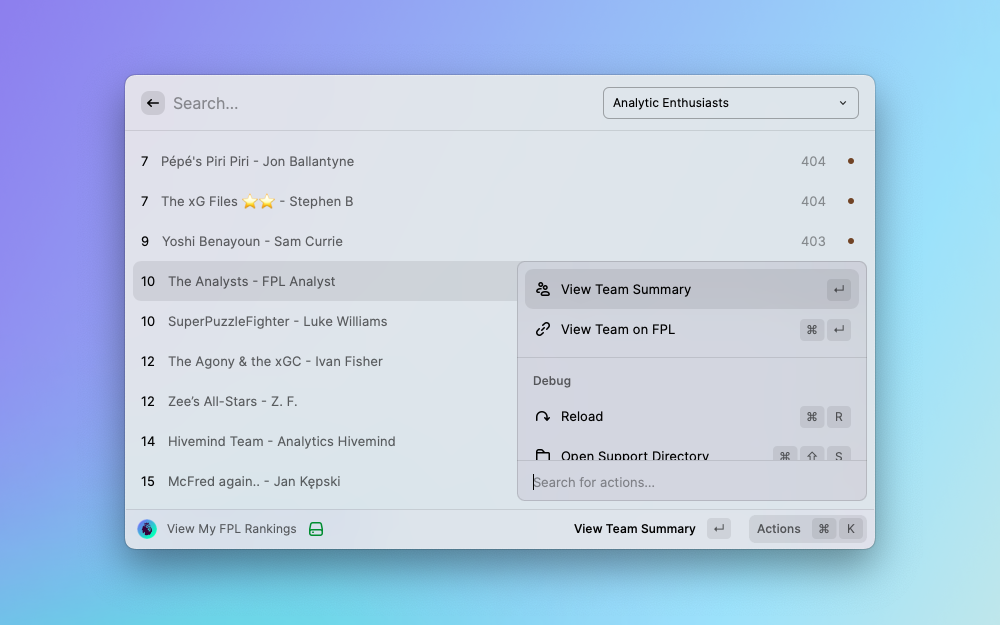 Search...
Analytic Enthusiasts
7 Pépé's Piri Piri - Jon Ballantyne 404
7 The xG Files ⭐⭐ - Stephen B 404
9 Yoshi Benayoun - Sam Currie 403
10 The Analysts - FPL Analyst
10 SuperPuzzleFighter - Luke Williams
12 The Agony & the xGC - Ivan Fisher
12 Zee’s All-Stars - Z. F.
14 Hivemind Team - Analytics Hivemind
15 McFred again.. - Jan Kępski
View Team Summary ↵
View Team on FPL ⌘ ↵
Debug
Reload ⌘ R
Open Support Directory ⌘ ⇧ S
Search for actions...
View My FPL Rankings
View Team Summary ↵
Actions ⌘ K